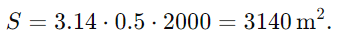 S = 3.14 · 0.5 · 2000 = 3140 m².